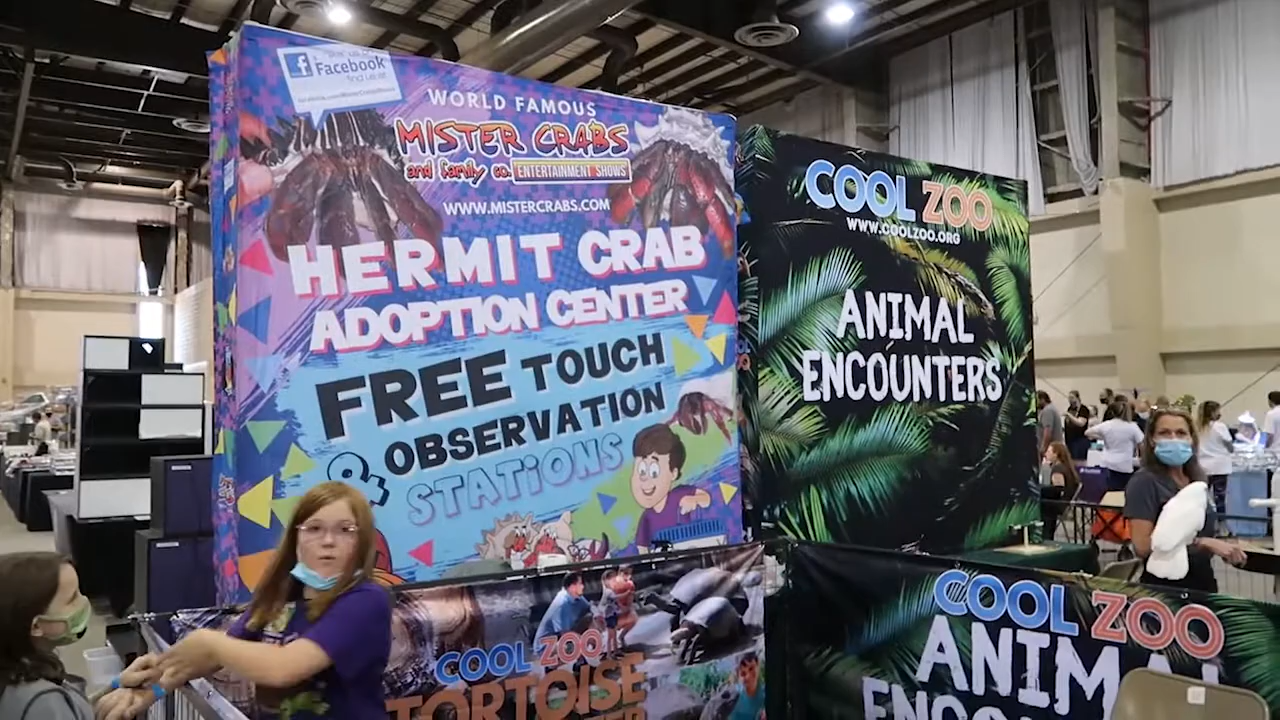 Facebook
WORLD FAMOUS
MISTER CRABS
and family co. ENTERTAINMENT SHOWS
WWW.MISTERCRABS.COM
HERMIT CRAB
ADOPTION CENTER
FREE TOUCH
& OBSERVATION
STATIONS
COOL ZOO
WWW.COOLZOO.ORG
ANIMAL
ENCOUNTERS
COOL ZOO
TORTOISE
COOL ZOO